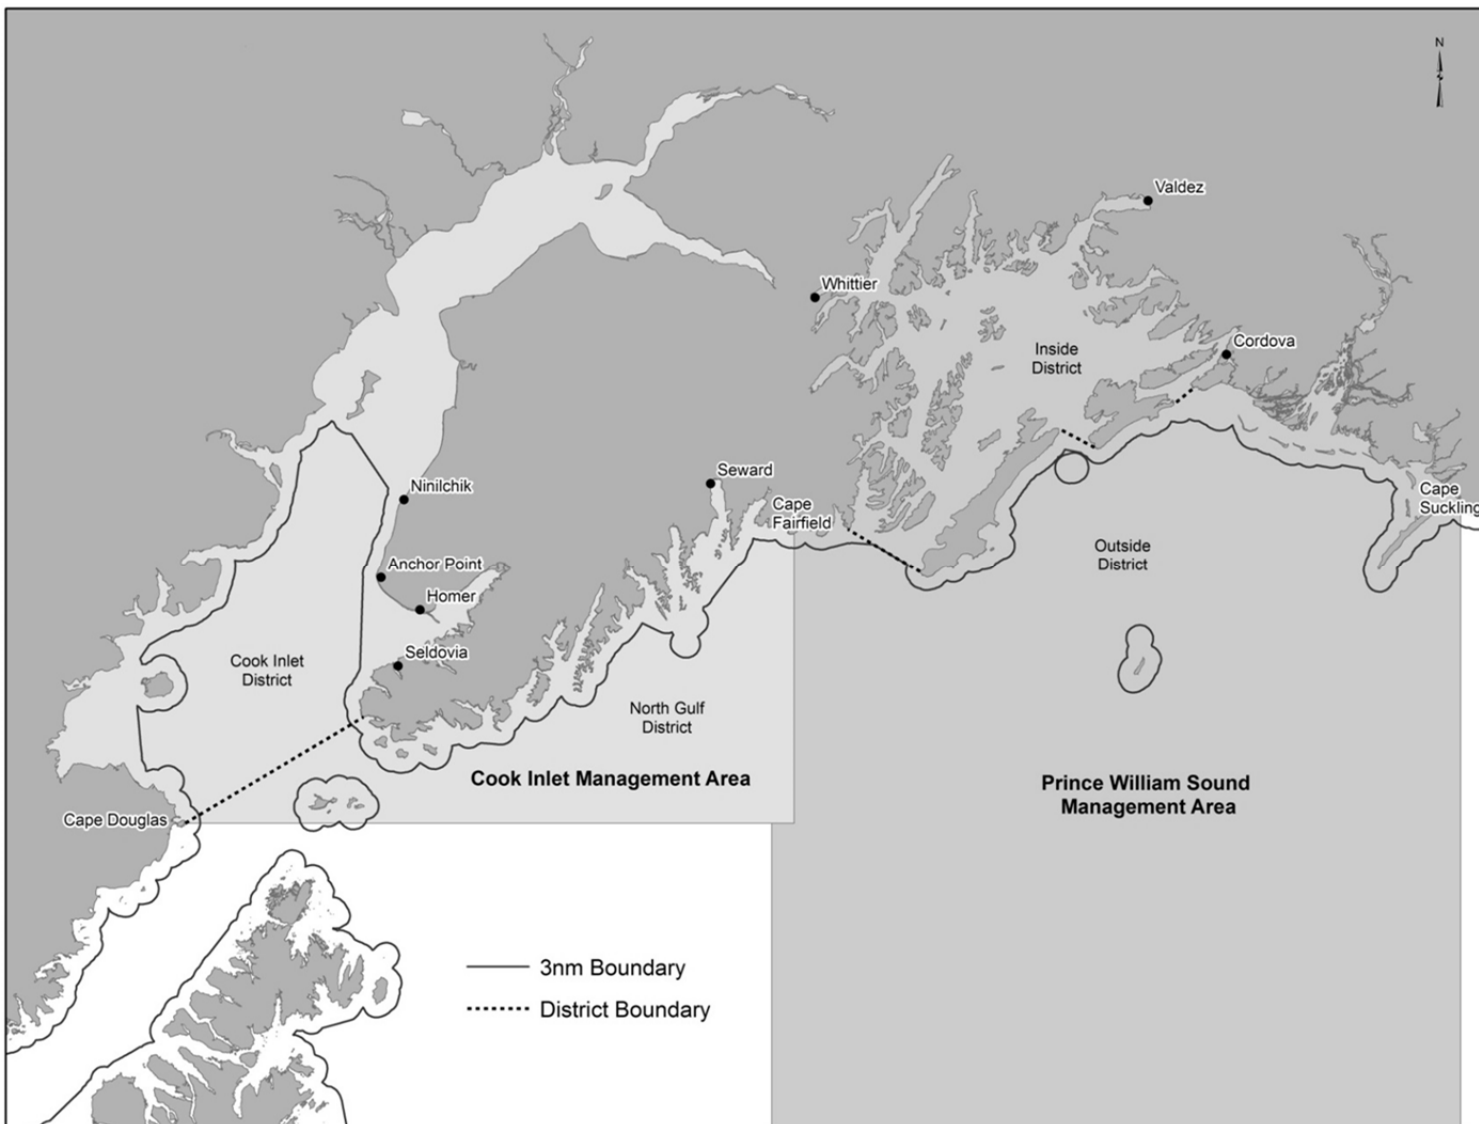 N
Valdez
Whittier
Cordova
Inside
District
Seward
Ninilchik
Cape
Fairfield
Cape
Suckling
Outside
District
Anchor Point
Homer
Seldovia
Cook Inlet
District
North Gulf
District
Cook Inlet Management Area
Prince William Sound
Management Area
Cape Douglas
3nm Boundary
District Boundary